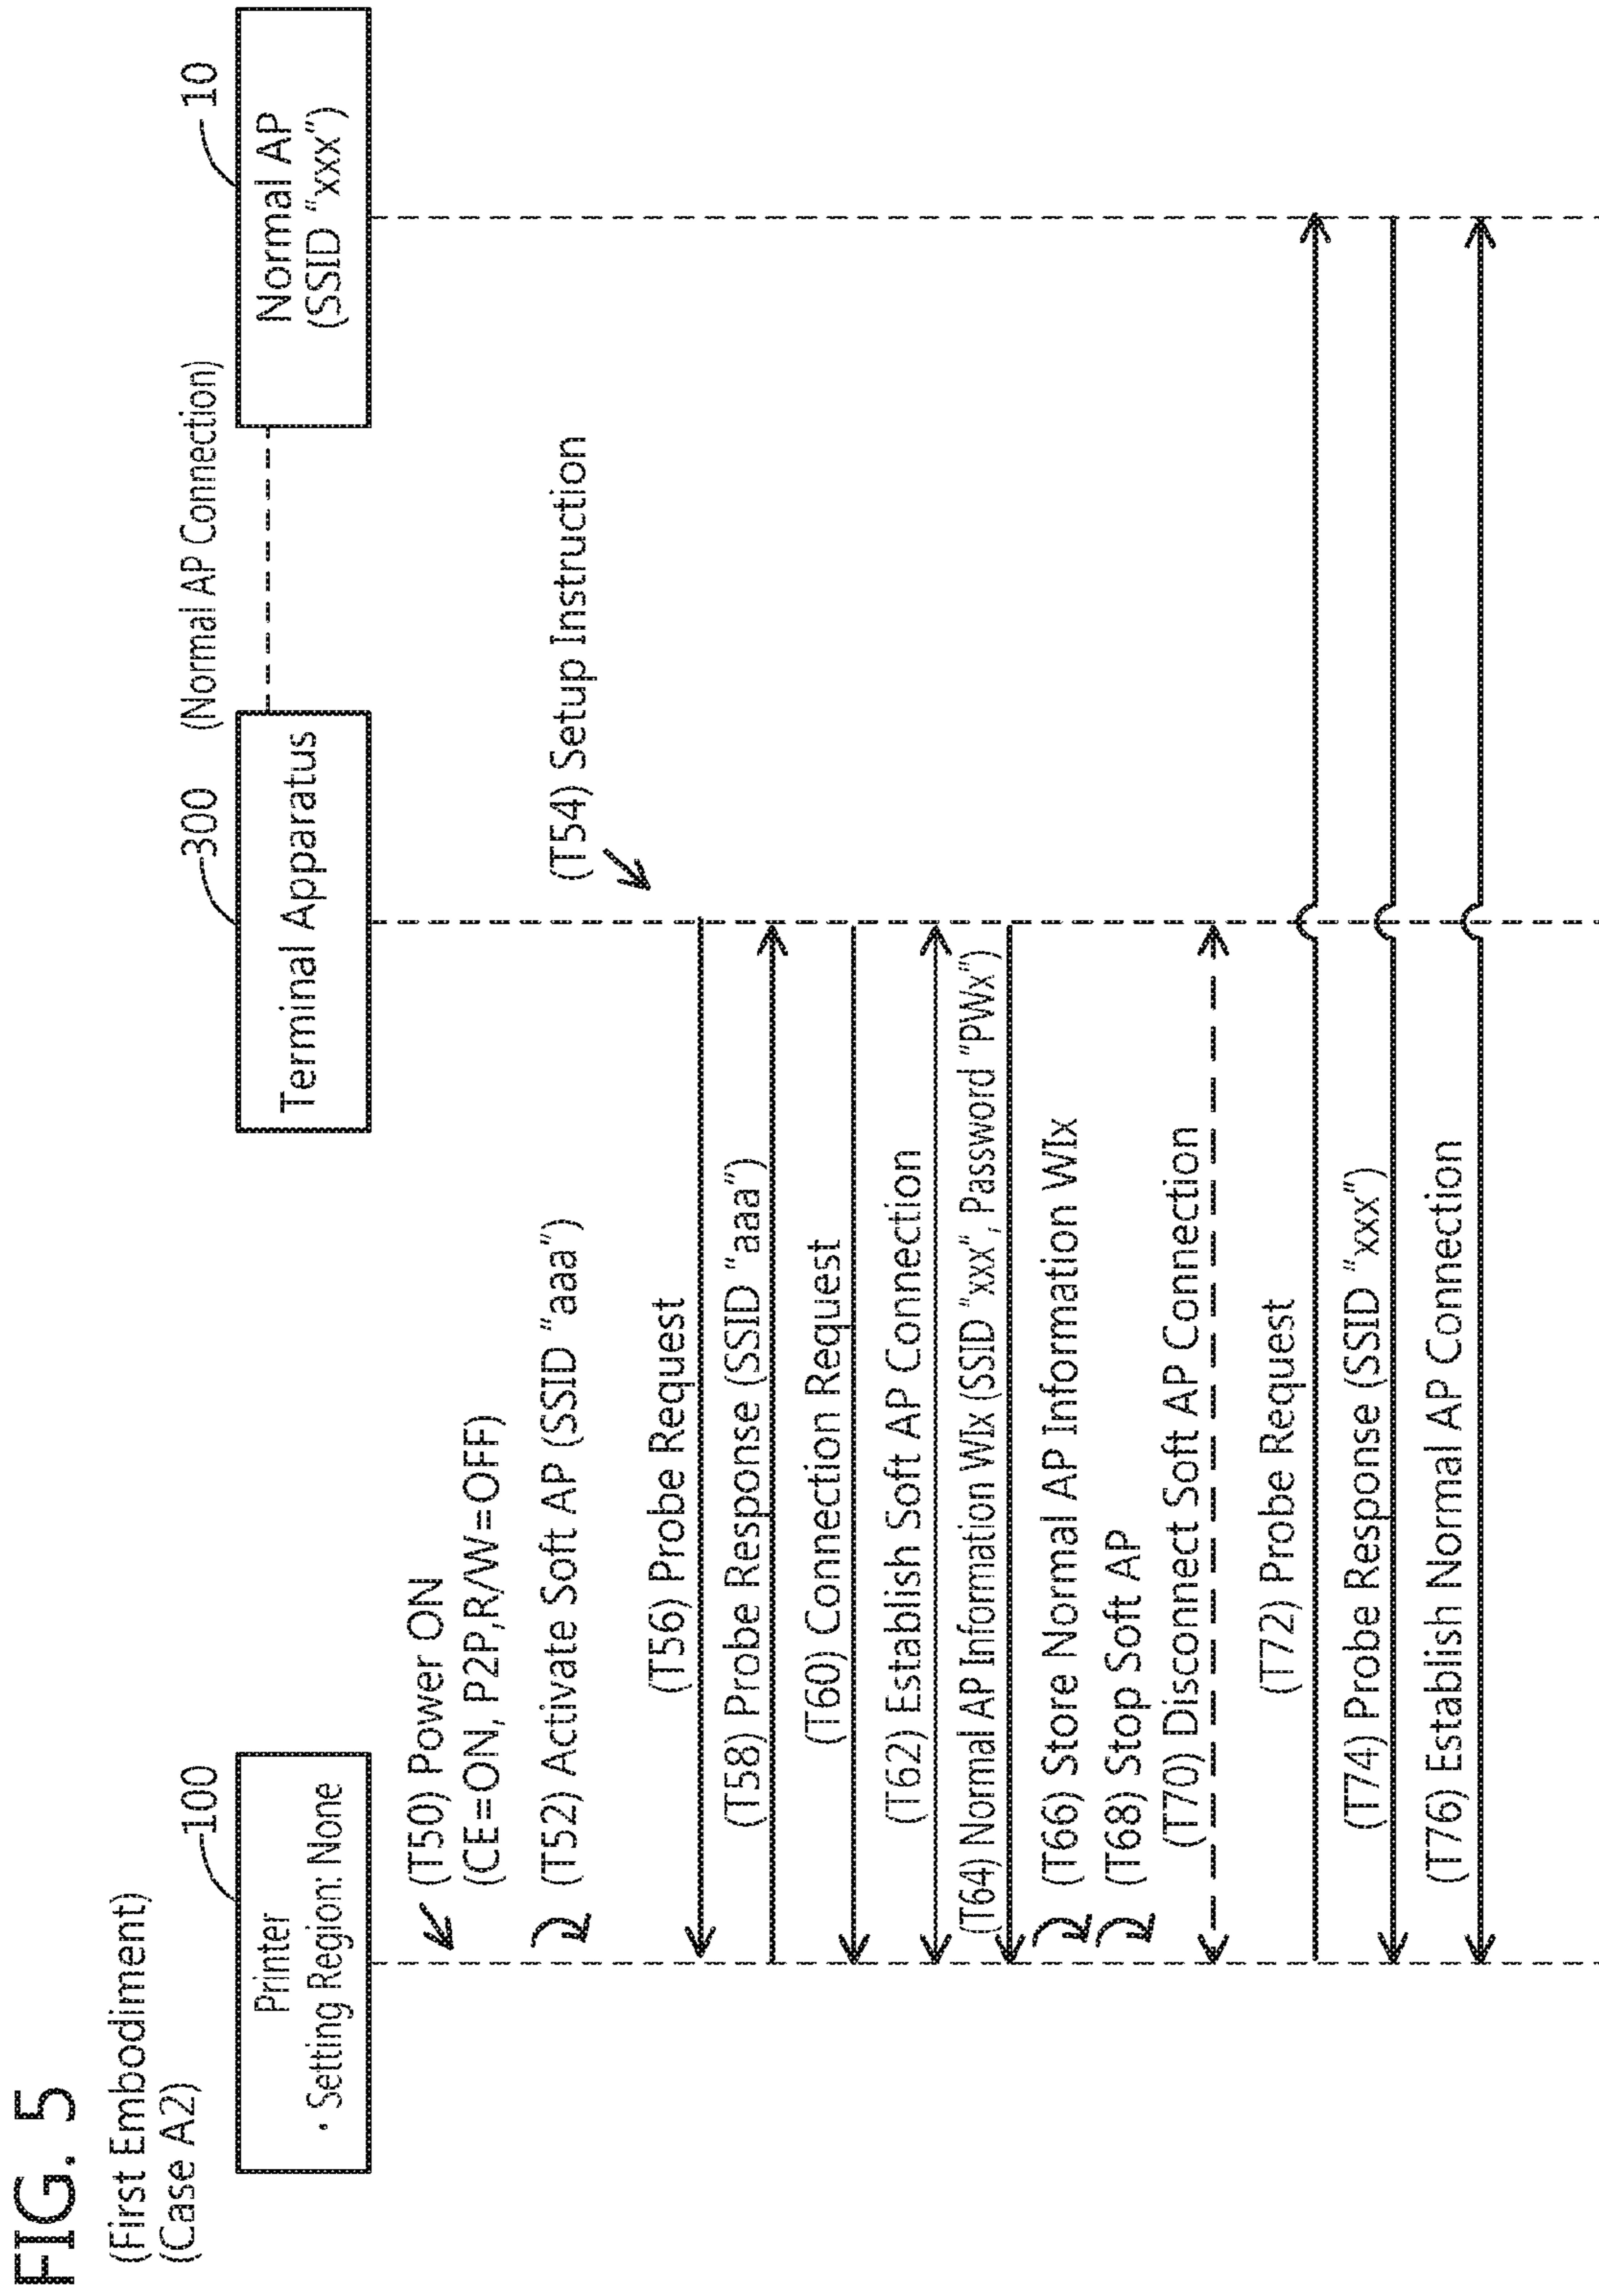 FIG. 5
(First Embodiment)
(Case A2)
100
Printer
・Setting Region: None
300
Terminal Apparatus
(Normal AP Connection)
10
Normal AP
(SSID “xxx”)
(T50) Power ON
(CE=ON, P2P,R/W=OFF)
(T52) Activate Soft AP (SSID “aaa”)
(T54) Setup Instruction
(T56) Probe Request
(T58) Probe Response (SSID “aaa”)
(T60) Connection Request
(T62) Establish Soft AP Connection
(T64) Normal AP Information WIx (SSID “xxx”, Password “PWx”)
(T66) Store Normal AP Information WIx
(T68) Stop Soft AP
(T70) Disconnect Soft AP Connection
(T72) Probe Request
(T74) Probe Response (SSID “xxx”)
(T76) Establish Normal AP Connection